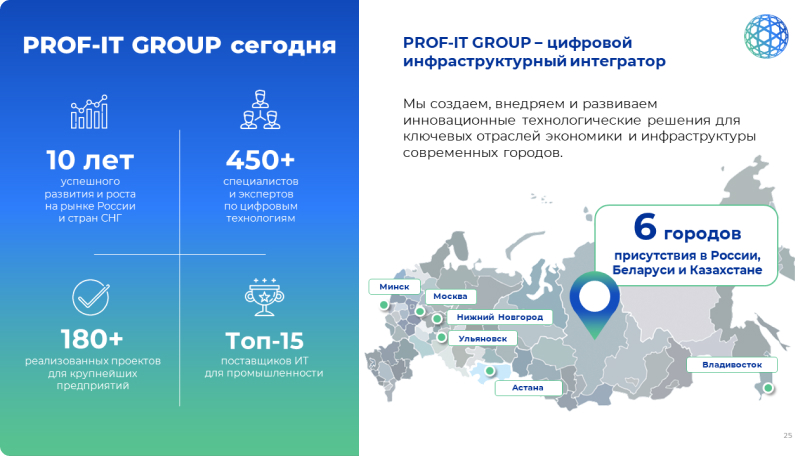 PROF-IT GROUP сегодня
10 лет
успешного
развития и роста
на рынке России
и стран СНГ
450+
специалистов
и экспертов
по цифровым
технологиям
180+
реализованных проектов
для крупнейших
предприятий
Топ-15
поставщиков ИТ
для промышленности
PROF-IT GROUP – цифровой
инфраструктурный интегратор
Мы создаем, внедряем и развиваем
инновационные технологические решения для
ключевых отраслей экономики и инфраструктуры
современных городов.
6 городов
присутствия в России,
Беларуси и Казахстане
Минск
Москва
Нижний Новгород
Ульяновск
Владивосток
Астана
25